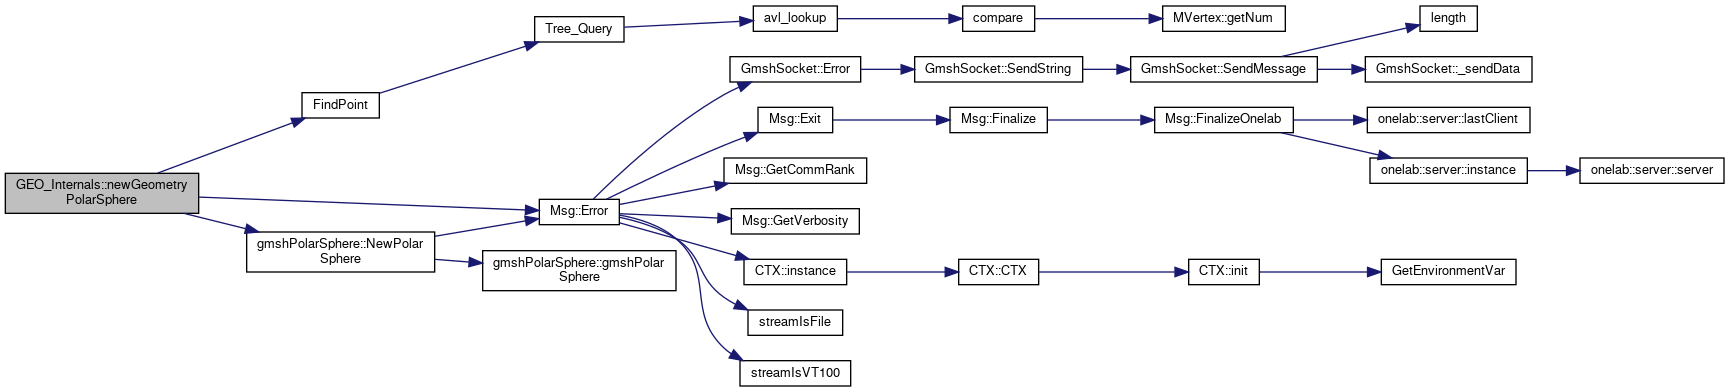 GEO_Internals::newGeometry
PolarSphere
FindPoint
Tree_Query
avl_lookup
compare
MVertex::getNum
Msg::Error
GmshSocket::Error
GmshSocket::SendString
GmshSocket::SendMessage
length
GmshSocket::_sendData
Msg::Exit
Msg::Finalize
Msg::FinalizeOnelab
onelab::server::lastClient
onelab::server::instance
onelab::server::server
Msg::GetCommRank
Msg::GetVerbosity
CTX::instance
CTX::CTX
CTX::init
GetEnvironmentVar
streamIsFile
streamIsVT100
gmshPolarSphere::NewPolar
Sphere
gmshPolarSphere::gmshPolar
Sphere